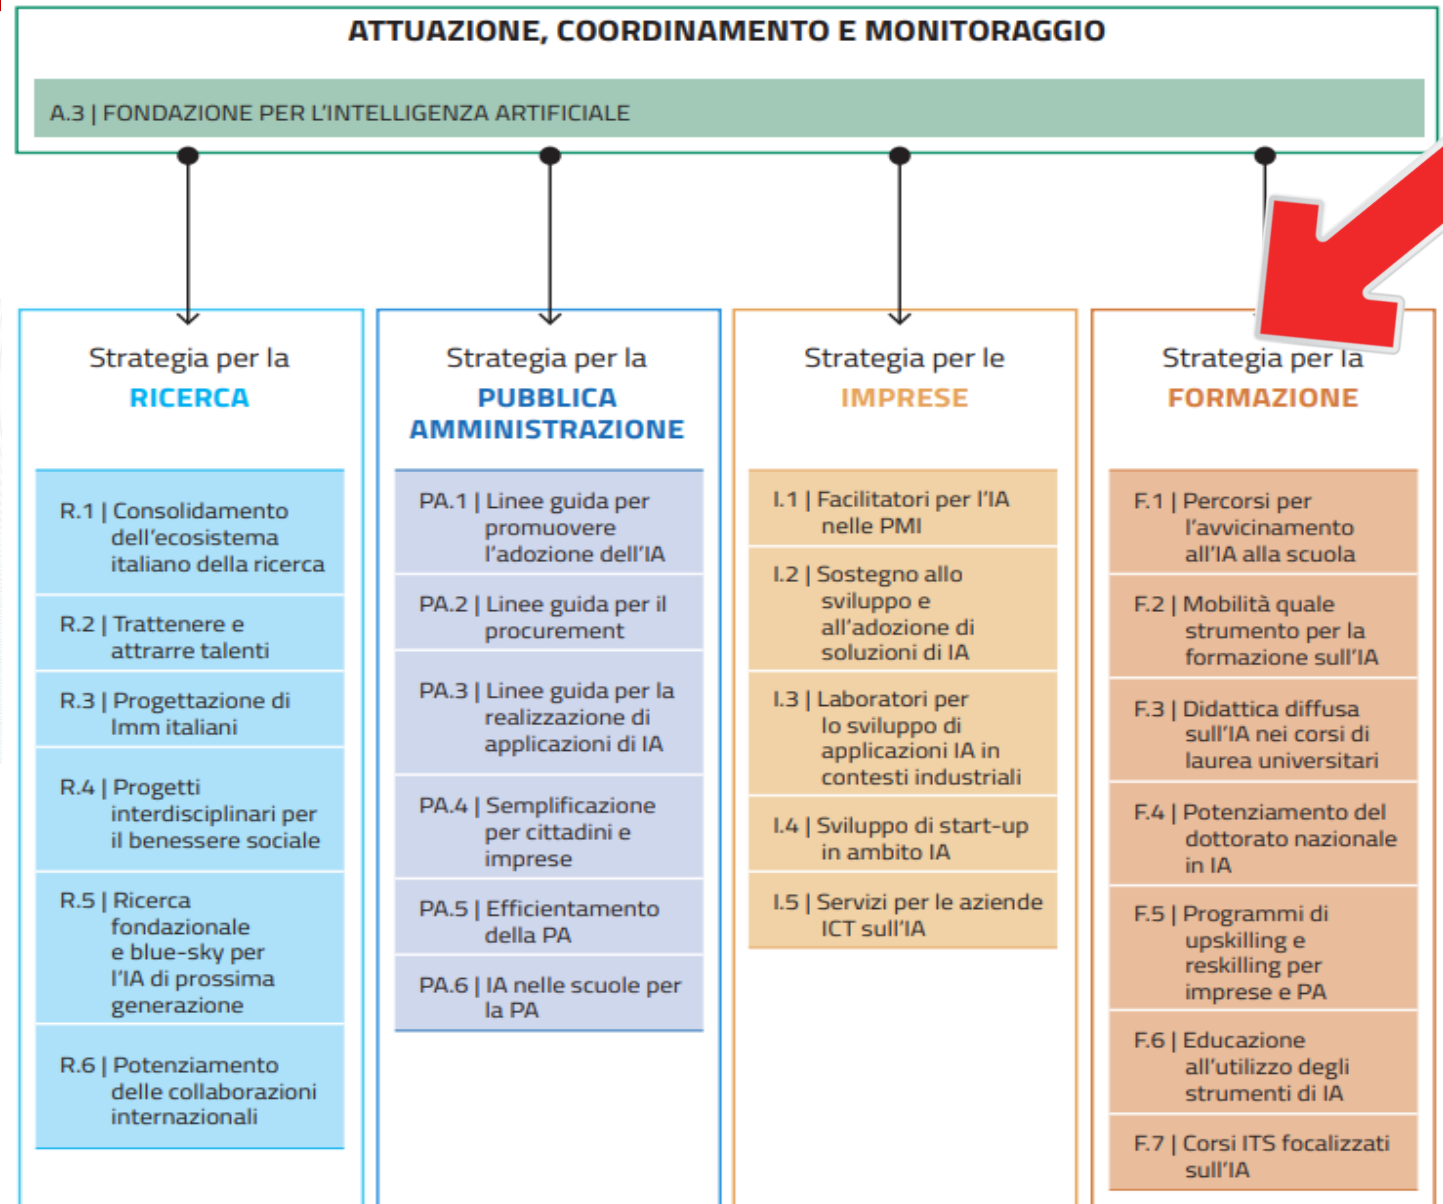 ATTUAZIONE, COORDINAMENTO E MONITORAGGIO
A.3 | FONDAZIONE PER L'INTELLIGENZA ARTIFICIALE
Strategia per la
RICERCA
R.1 | Consolidamento
dell'ecosistema
italiano della ricerca
R.2 | Trattenere e
attrarre talenti
R.3 | Progettazione di
lmm italiani
R.4 | Progetti
interdisciplinari per
il benessere sociale
R.5 | Ricerca
fondazionale
e blue-sky per
l'IA di prossima
generazione
R.6 | Potenziamento
delle collaborazioni
internazionali
Strategia per la
PUBBLICA
AMMINISTRAZIONE
PA.1 | Linee guida per
promuovere
l'adozione dell'IA
PA.2 | Linee guida per il
procurement
PA.3 | Linee guida per la
realizzazione di
applicazioni di IA
PA.4 | Semplificazione
per cittadini e
imprese
PA.5 | Efficientamento
della PA
PA.6 | IA nelle scuole per
la PA
Strategia per le
IMPRESE
I.1 | Facilitatori per l'IA
nelle PMI
I.2 | Sostegno allo
sviluppo e
all'adozione di
soluzioni di IA
I.3 | Laboratori per
lo sviluppo di
applicazioni IA in
contesti industriali
I.4 | Sviluppo di start-up
in ambito IA
I.5 | Servizi per le aziende
ICT sull'IA
Strategia per la
FORMAZIONE
F.1 | Percorsi per
l'avvicinamento
all'IA alla scuola
F.2 | Mobilità quale
strumento per la
formazione sull'IA
F.3 | Didattica diffusa
sull'IA nei corsi di
laurea universitari
F.4 | Potenziamento del
dottorato nazionale
in IA
F.5 | Programmi di
upskilling e
reskilling per
imprese e PA
F.6 | Educazione
all'utilizzo degli
strumenti di IA
F.7 | Corsi ITS focalizzati
sull'IA